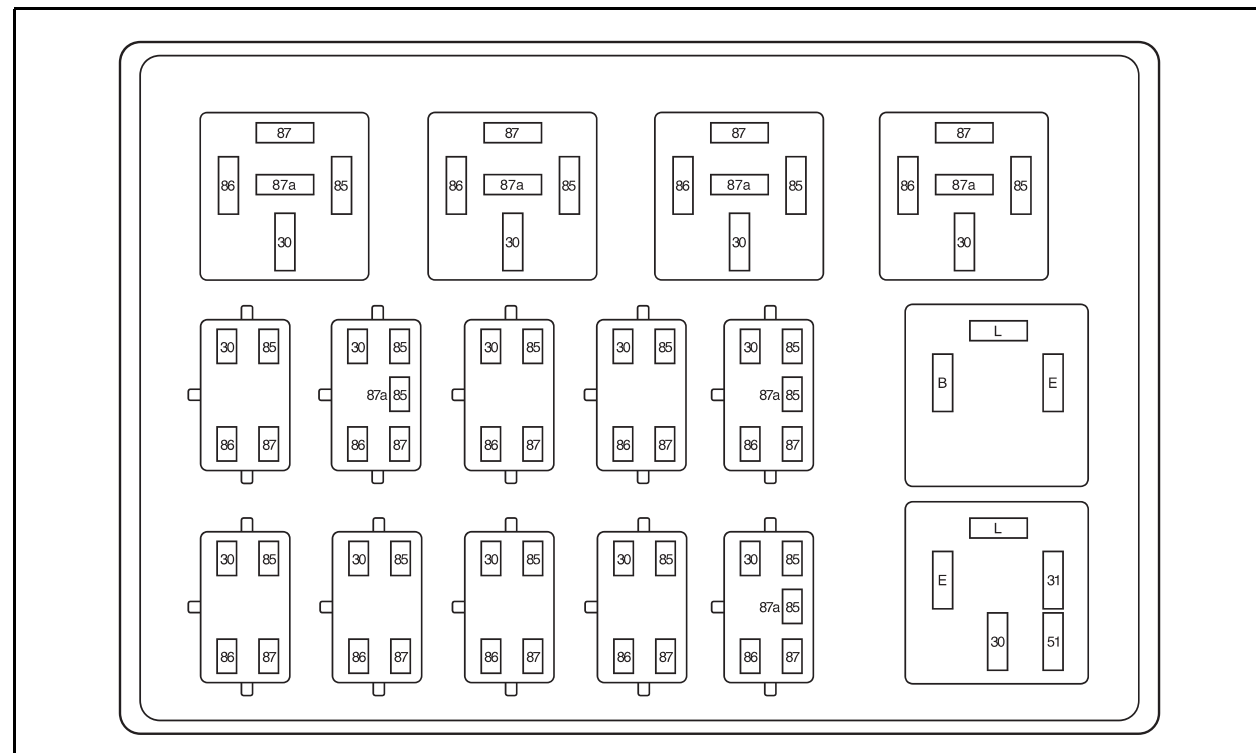 87 87 87 87
86 87a 85 86 87a 85 86 87a 85 86 87a 85
30 30 30 30
30 85 30 85 30 85 30 85 30 85
L
87a 85 87a 85 B E
86 87 86 87 86 87 86 87 86 87
L
30 85 30 85 30 85 30 85 30 85
E 31
87a 85
30 51
86 87 86 87 86 87 86 87 86 87